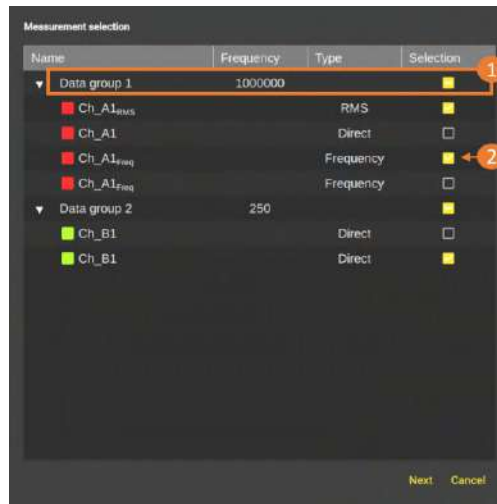 Measurement selection
Name Frequency Type Selection
1
Data group 1 1000000
Ch_A1RMS RMS
Ch_A1 Direct
Ch_A1Freq Frequency 2
Ch_A1Freq Frequency
Data group 2 250
Ch_B1 Direct
Ch_B1 Direct
Next Cancel